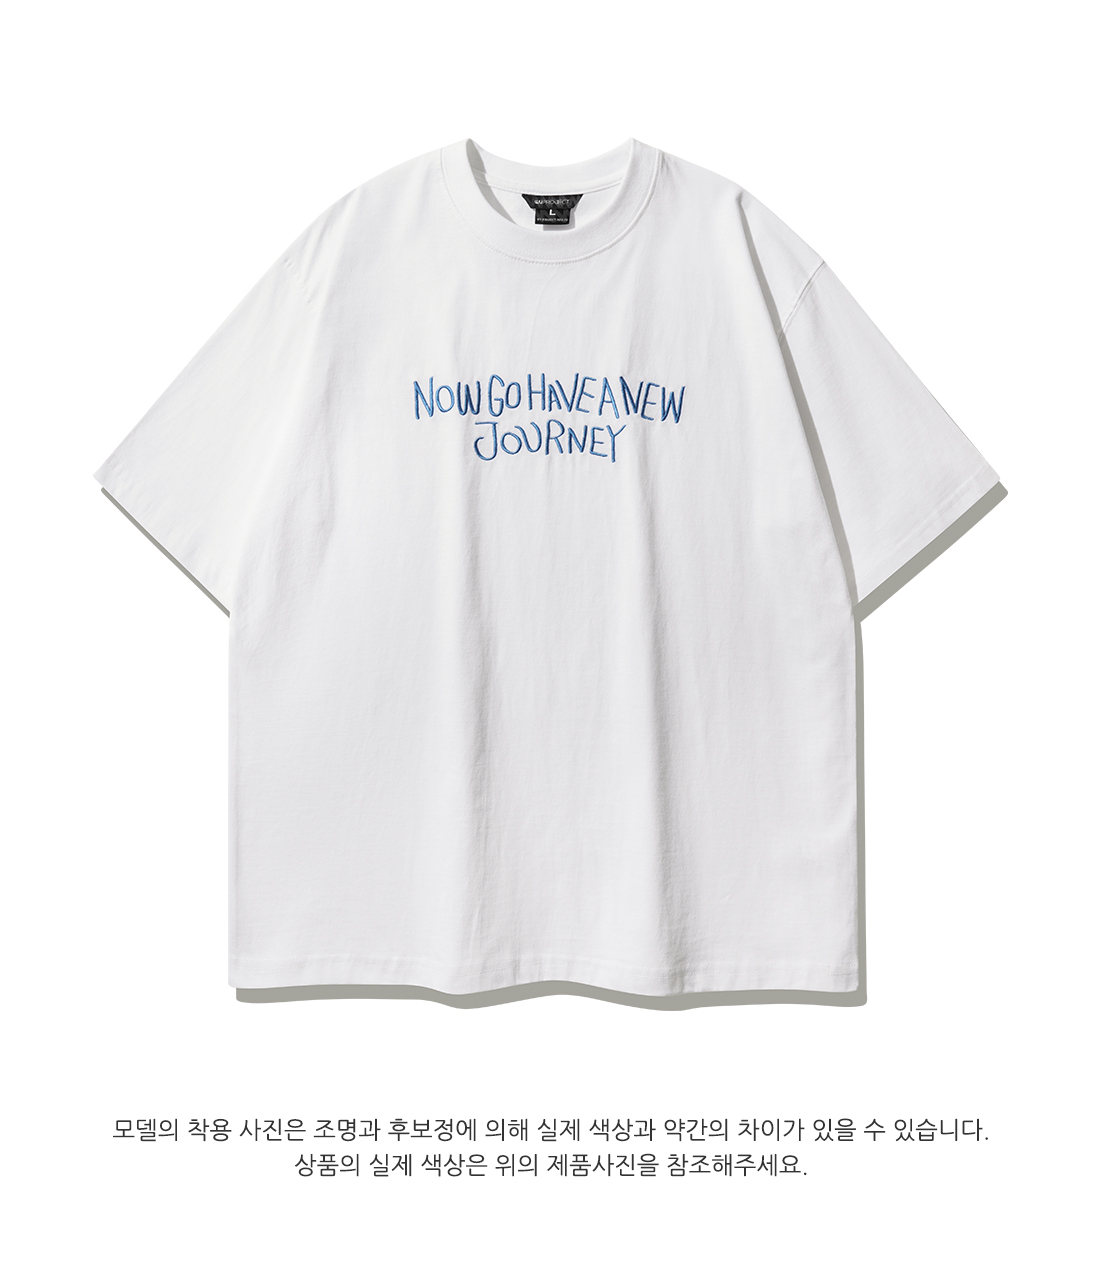 L
NOW GO HAVE A NEW
JOURNEY
모델의 착용 사진은 조명과 후보정에 의해 실제 색상과 약간의 차이가 있을 수 있습니다.
상품의 실제 색상은 위의 제품사진을 참조해주세요.